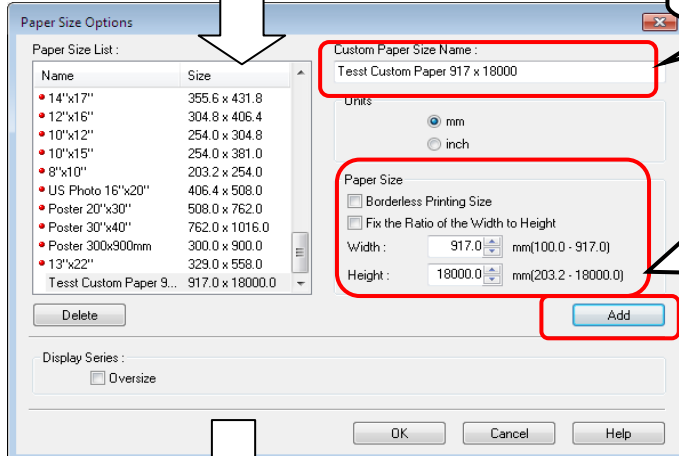 Paper Size Options
Paper Size List :
Name Size
14"x17" 355.6 x 431.8
12"x16" 304.8 x 406.4
10"x12" 254.0 x 304.8
10"x15" 254.0 x 381.0
8"x10" 203.2 x 254.0
US Photo 16"x20" 406.4 x 508.0
Poster 20"x30" 508.0 x 762.0
Poster 30"x40" 762.0 x 1016.0
Poster 300x900mm 300.0 x 900.0
13"x22" 329.0 x 558.0
Tesst Custom Paper 9... 917.0 x 18000.0
Delete
Custom Paper Size Name :
Tesst Custom Paper 917 x 18000
Units
mm
inch
Paper Size
Borderless Printing Size
Fix the Ratio of the Width to Height
Width : 917.0 mm(100.0 - 917.0)
Height : 18000.0 mm(203.2 - 18000.0)
Add
Display Series :
Oversize
OK Cancel Help